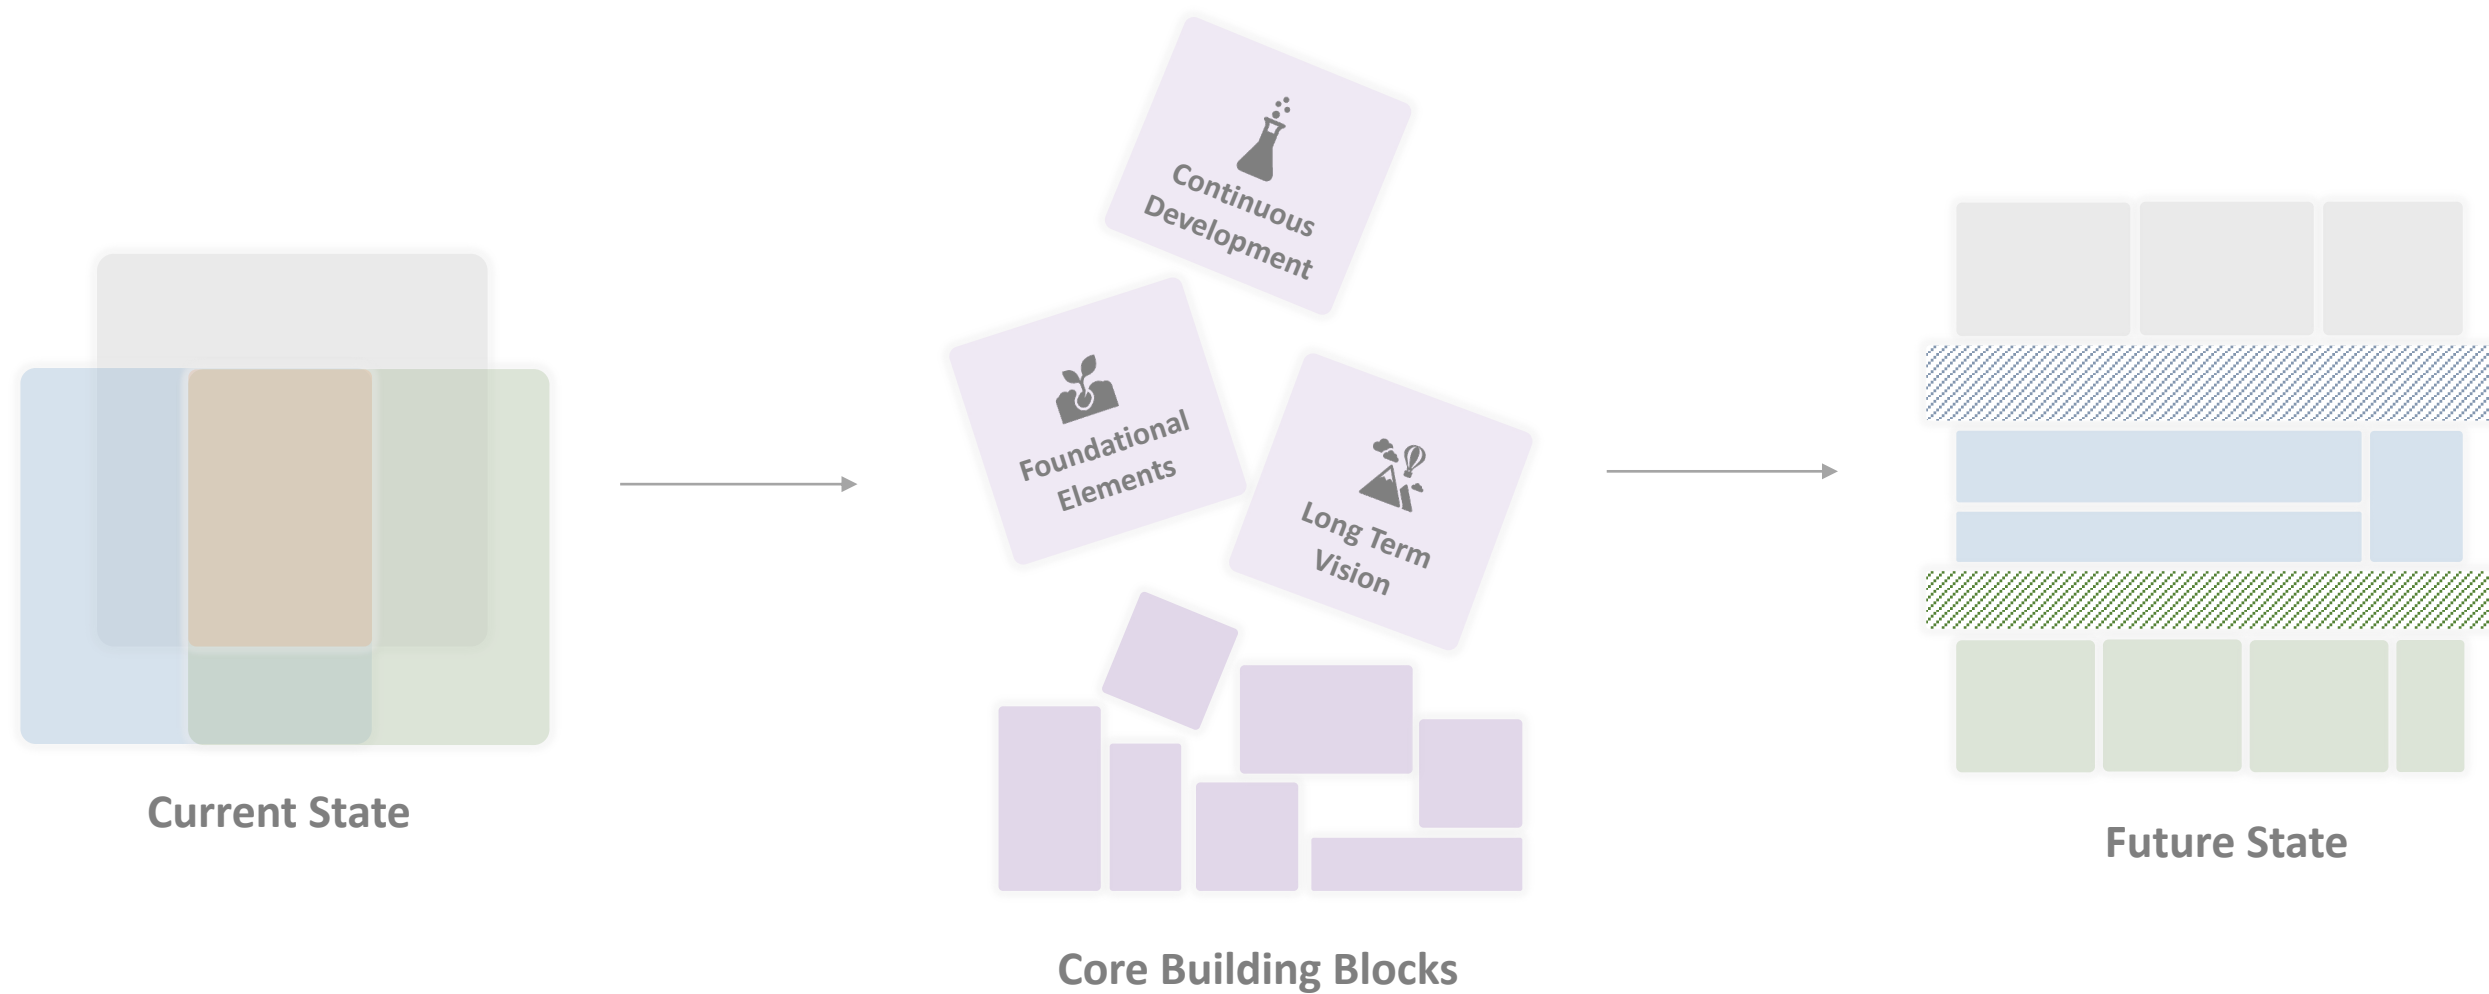 Continuous
Development
Foundational
Elements
Long Term
Vision
Current State
Core Building Blocks
Future State